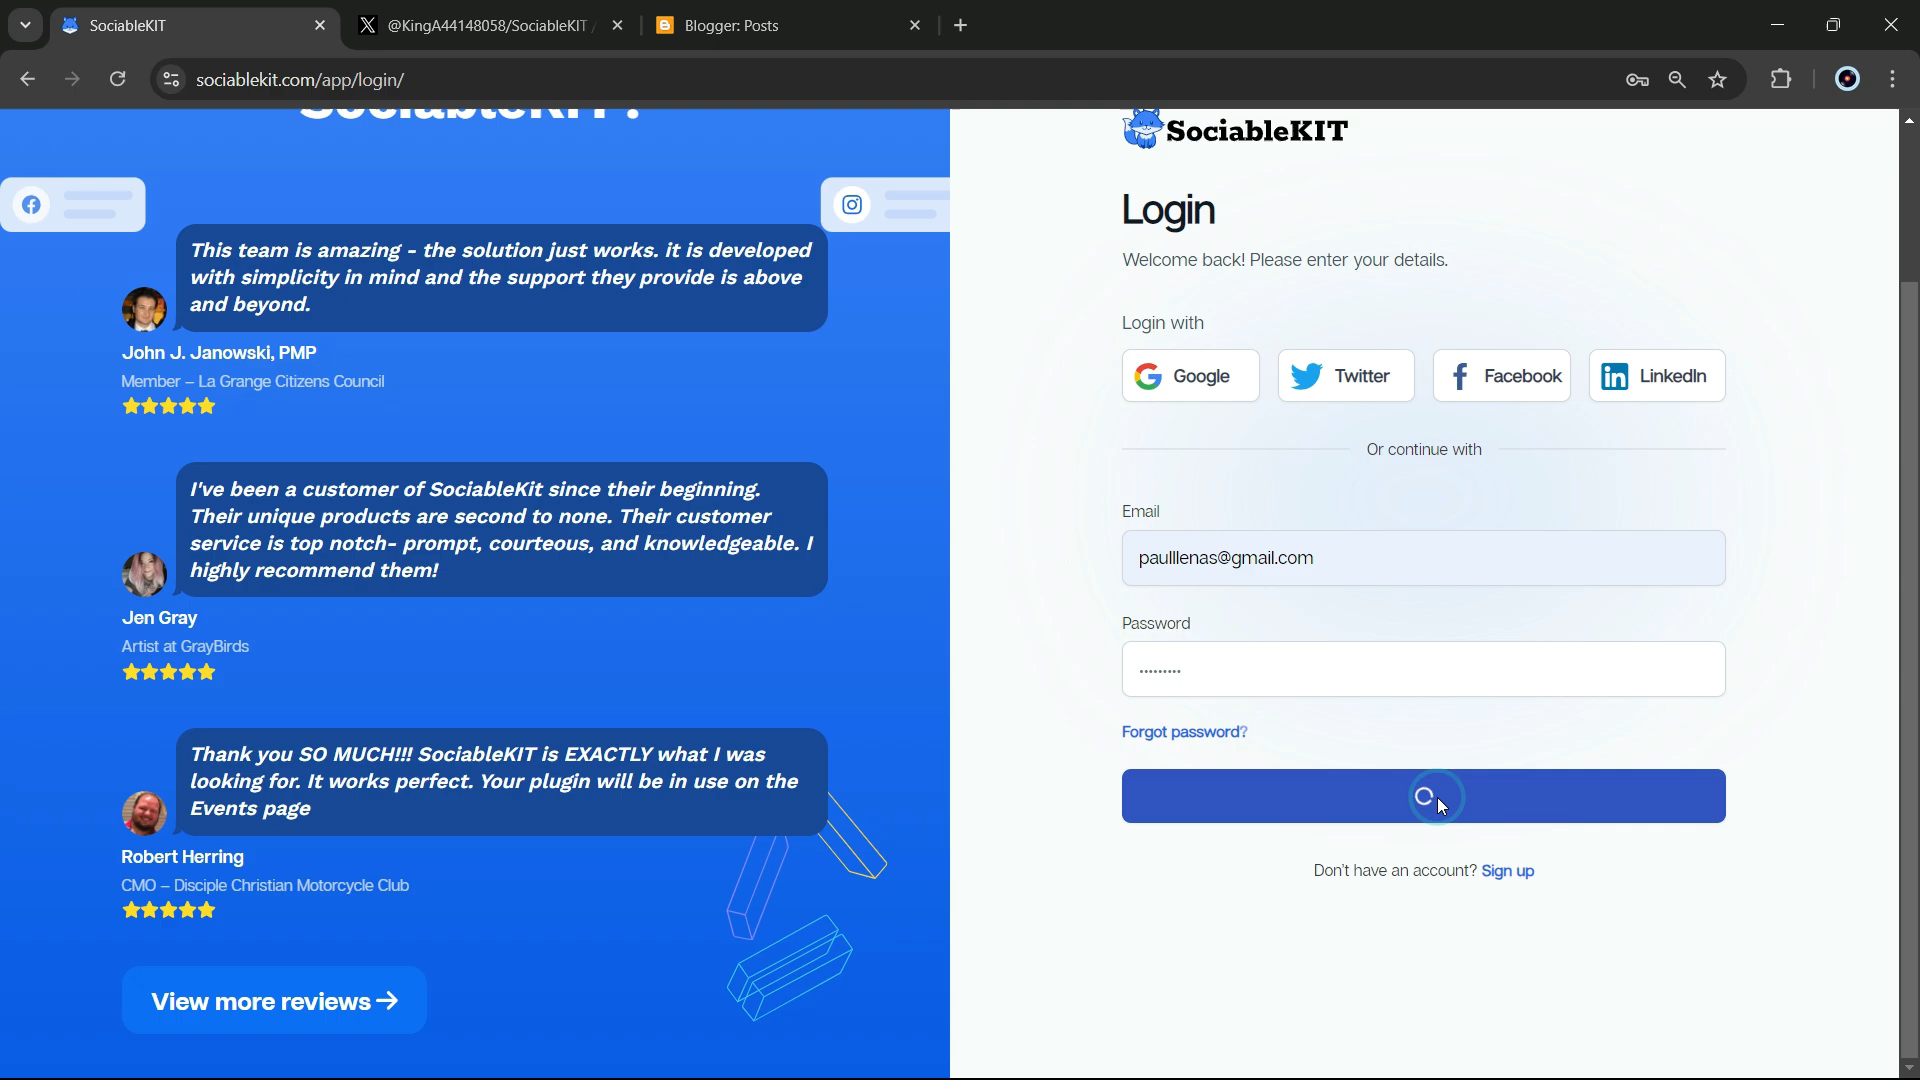 SociableKIT
@KingA44148058/SociableKIT
Blogger: Posts
sociablekit.com/app/login/
SociableKIT?
This team is amazing - the solution just works. it is developed
with simplicity in mind and the support they provide is above
and beyond.
John J. Janowski, PMP
Member – La Grange Citizens Council
I've been a customer of SociableKit since their beginning.
Their unique products are second to none. Their customer
service is top notch- prompt, courteous, and knowledgeable. I
highly recommend them!
Jen Gray
Artist at GrayBirds
Thank you SO MUCH!!! SociableKIT is EXACTLY what I was
looking for. It works perfect. Your plugin will be in use on the
Events page
Robert Herring
CMO – Disciple Christian Motorcycle Club
View more reviews
SociableKIT
Login
Welcome back! Please enter your details.
Login with
Google
Twitter
Facebook
LinkedIn
Or continue with
Email
paulllenas@gmail.com
Password
Forgot password?
Don't have an account? Sign up